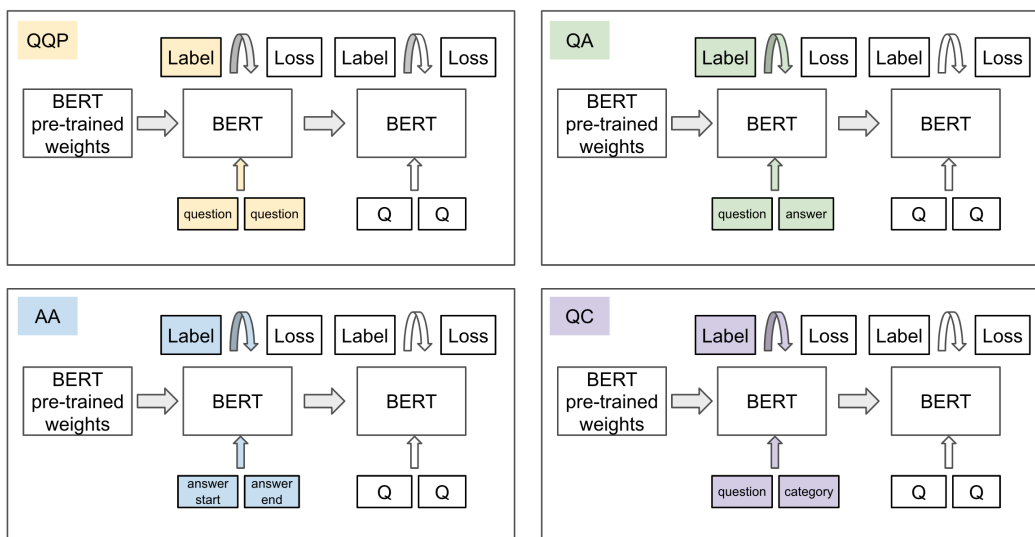 QQP
Label Loss Label Loss
BERT
pre-trained
weights
BERT
BERT
question question
Q Q
QA
Label Loss Label Loss
BERT
pre-trained
weights
BERT
BERT
question answer
Q Q
AA
Label Loss Label Loss
BERT
pre-trained
weights
BERT
BERT
answer
start
answer
end
Q Q
QC
Label Loss Label Loss
BERT
pre-trained
weights
BERT
BERT
question category
Q Q